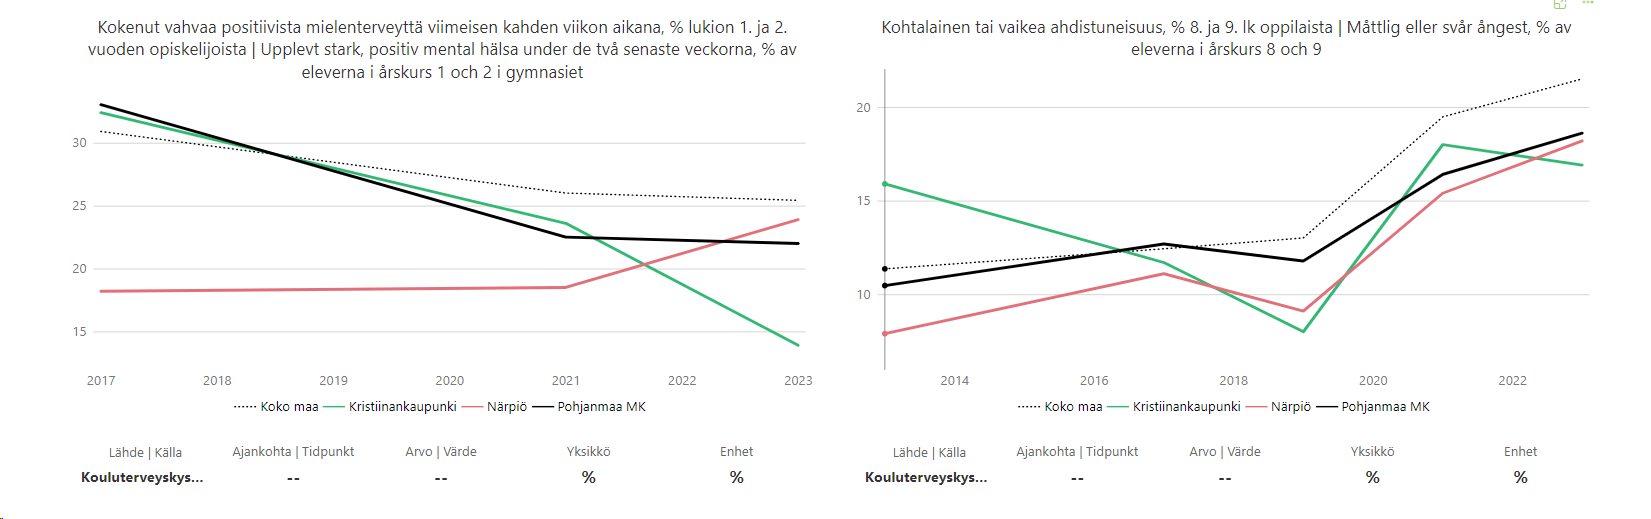 Kokenut vahvaa positiivista mielenterveyttä viimeisen kahden viikon aikana, % lukion 1. ja 2.
vuoden opiskelijoista | Upplevt stark, positiv mental hälsa under de två senaste veckorna, % av
eleverna i årskurs 1 och 2 i gymnasiet
30
25
20
15
2017 2018 2019 2020 2021 2022 2023
Koko maa Kristiinankaupunki Närpiö Pohjanmaa MK
Lähde | Källa Ajankohta | Tidpunkt Arvo | Värde Yksikkö Enhet
Kouluterveyskys... -- -- % %
Kohtalainen tai vaikea ahdistuneisuus, % 8. ja 9. lk oppilaista | Måttlig eller svår ångest, % av
eleverna i årskurs 8 och 9
20
15
10
2014 2016 2018 2020 2022
Koko maa Kristiinankaupunki Närpiö Pohjanmaa MK
Lähde | Källa Ajankohta | Tidpunkt Arvo | Värde Yksikkö Enhet
Kouluterveyskys... -- -- % %